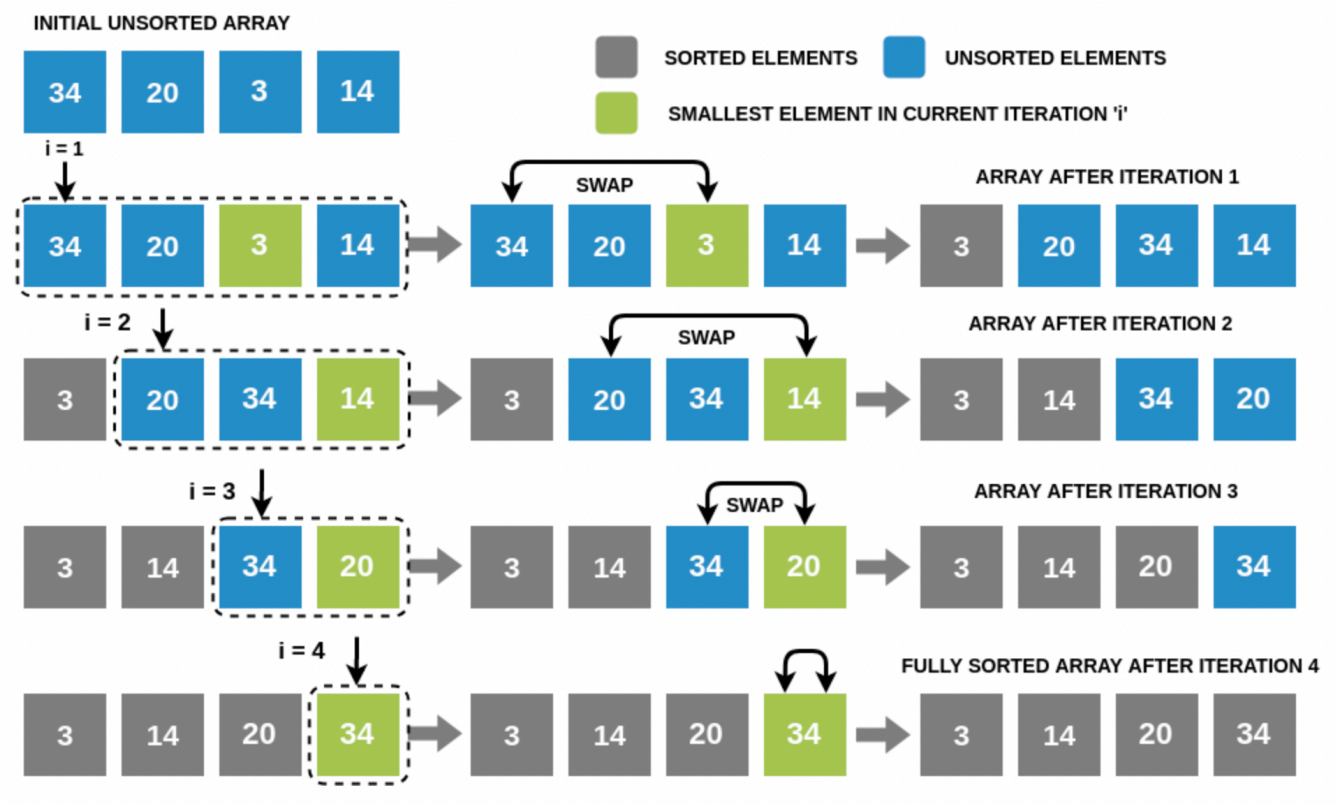 INITIAL UNSORTED ARRAY
34 20 3 14
SORTED ELEMENTS UNSORTED ELEMENTS
SMALLEST ELEMENT IN CURRENT ITERATION 'i'
i = 1
SWAP
ARRAY AFTER ITERATION 1
34 20 3 14 34 20 3 14 3 20 34 14
i = 2
SWAP
ARRAY AFTER ITERATION 2
3 20 34 14 3 20 34 14 3 14 34 20
i = 3
SWAP
ARRAY AFTER ITERATION 3
3 14 34 20 3 14 34 20 3 14 20 34
i = 4
FULLY SORTED ARRAY AFTER ITERATION 4
3 14 20 34 3 14 20 34 3 14 20 34